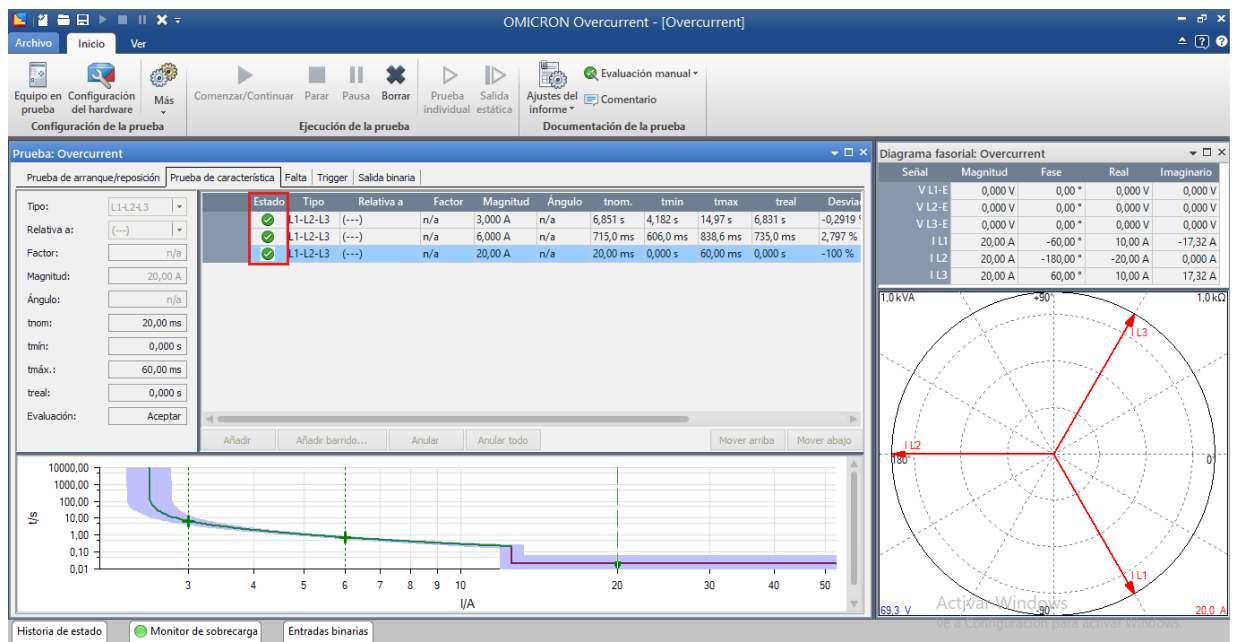 OMICRON Overcurrent - [Overcurrent]
Archivo Inicio Ver
Equipo en prueba
Configuración del hardware
Más
Configuración de la prueba
Comenzar/Continuar Parar Pausa Borrar
Prueba individual
Salida estática
Ejecución de la prueba
Ajustes del informe
Evaluación manual
Comentario
Documentación de la prueba
Prueba: Overcurrent
Prueba de arranque/reposición Prueba de característica Falta Trigger Salida binaria
Tipo: L1-L2-L3
Relativa a: (---)
Factor: n/a
Magnitud: 20,00 A
Ángulo: n/a
tnom: 20,00 ms
tmín: 0,000 s
tmáx.: 60,00 ms
treal: 0,000 s
Evaluación: Aceptar
Estado Tipo Relativa a Factor Magnitud Ángulo tnom. tmin tmax treal Desvia
L1-L2-L3 (---) n/a 3,000 A n/a 6,851 s 4,182 s 14,97 s 6,831 s -0,2919
L1-L2-L3 (---) n/a 6,000 A n/a 715,0 ms 606,0 ms 838,6 ms 735,0 ms 2,797 %
L1-L2-L3 (---) n/a 20,00 A n/a 20,00 ms 0,000 s 60,00 ms 0,000 s -100 %
Añadir Añadir barrido... Anular Anular todo Mover arriba Mover abajo
t/s
10000,00
1000,00
100,00
10,00
1,00
0,10
0,01
3 4 5 6 7 8 9 10 20 30 40 50
I/A
Diagrama fasorial: Overcurrent
Señal Magnitud Fase Real Imaginario
V L1-E 0,000 V 0,00 ° 0,000 V 0,000 V
V L2-E 0,000 V 0,00 ° 0,000 V 0,000 V
V L3-E 0,000 V 0,00 ° 0,000 V 0,000 V
I L1 20,00 A -60,00 ° 10,00 A -17,32 A
I L2 20,00 A -180,00 ° -20,00 A 0,000 A
I L3 20,00 A 60,00 ° 10,00 A 17,32 A
1,0 kVA +90° 1,0 kΩ
I L3
I L2
180° 0°
I L1
69,3 V -90° 20,0 A
Activar Windows
Ve a Configuración para activar Windows.
Historia de estado Monitor de sobrecarga Entradas binarias